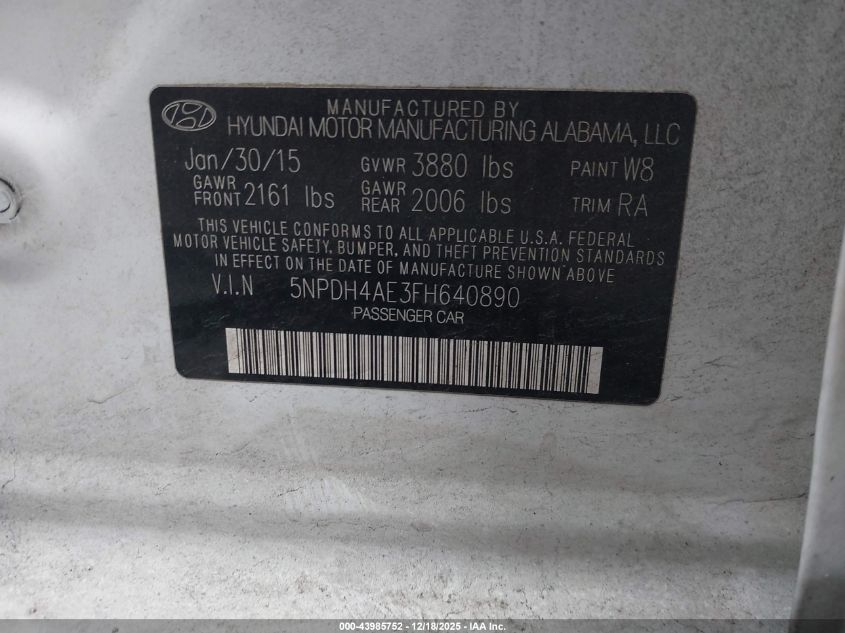 MANUFACTURED BY
HYUNDAI MOTOR MANUFACTURING ALABAMA, LLC
Jan/30/15 GVWR 3880 lbs PAINT W8
GAWR FRONT 2161 lbs GAWR REAR 2006 lbs TRIM RA
THIS VEHICLE CONFORMS TO ALL APPLICABLE U.S.A. FEDERAL
MOTOR VEHICLE SAFETY, BUMPER, AND THEFT PREVENTION STANDARDS
IN EFFECT ON THE DATE OF MANUFACTURE SHOWN ABOVE
V.I.N 5NPDH4AE3FH640890
PASSENGER CAR
000-43985752 - 12/18/2025 - IAA Inc.